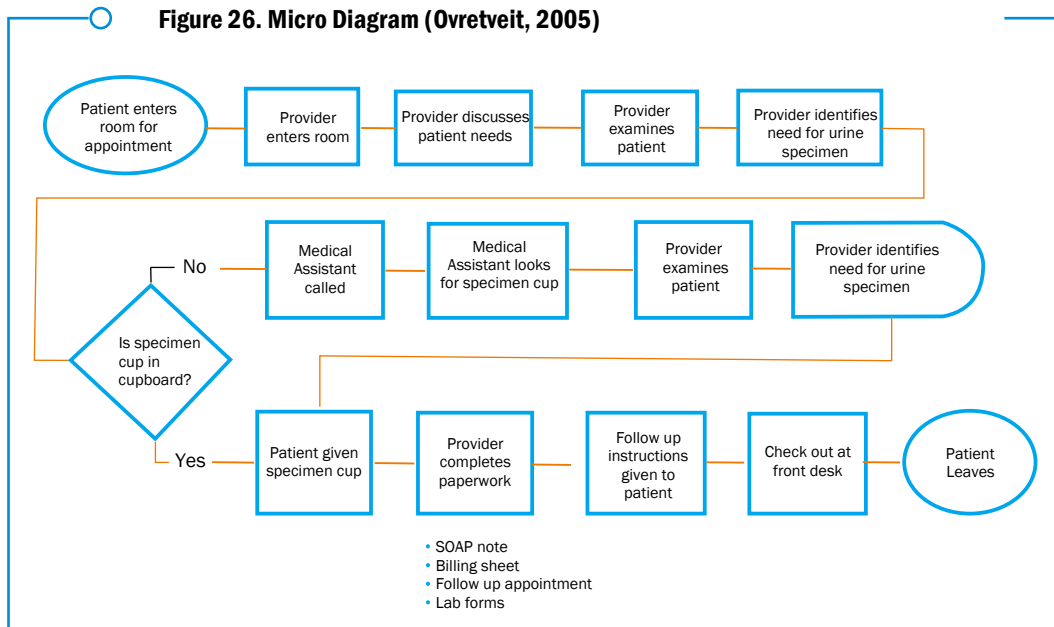 Figure 26. Micro Diagram (Ovretveit, 2005)
Patient enters
room for
appointment
Provider
enters room
Provider discusses
patient needs
Provider
examines
patient
Provider identifies
need for urine
specimen
No
Medical
Assistant
called
Medical
Assistant looks
for specimen cup
Provider
examines
patient
Provider identifies
need for urine
specimen
Is specimen
cup in
cupboard?
Yes
Patient given
specimen cup
Provider
completes
paperwork
Follow up
instructions
given to
patient
Check out at
front desk
Patient
Leaves
• SOAP note
• Billing sheet
• Follow up appointment
• Lab forms